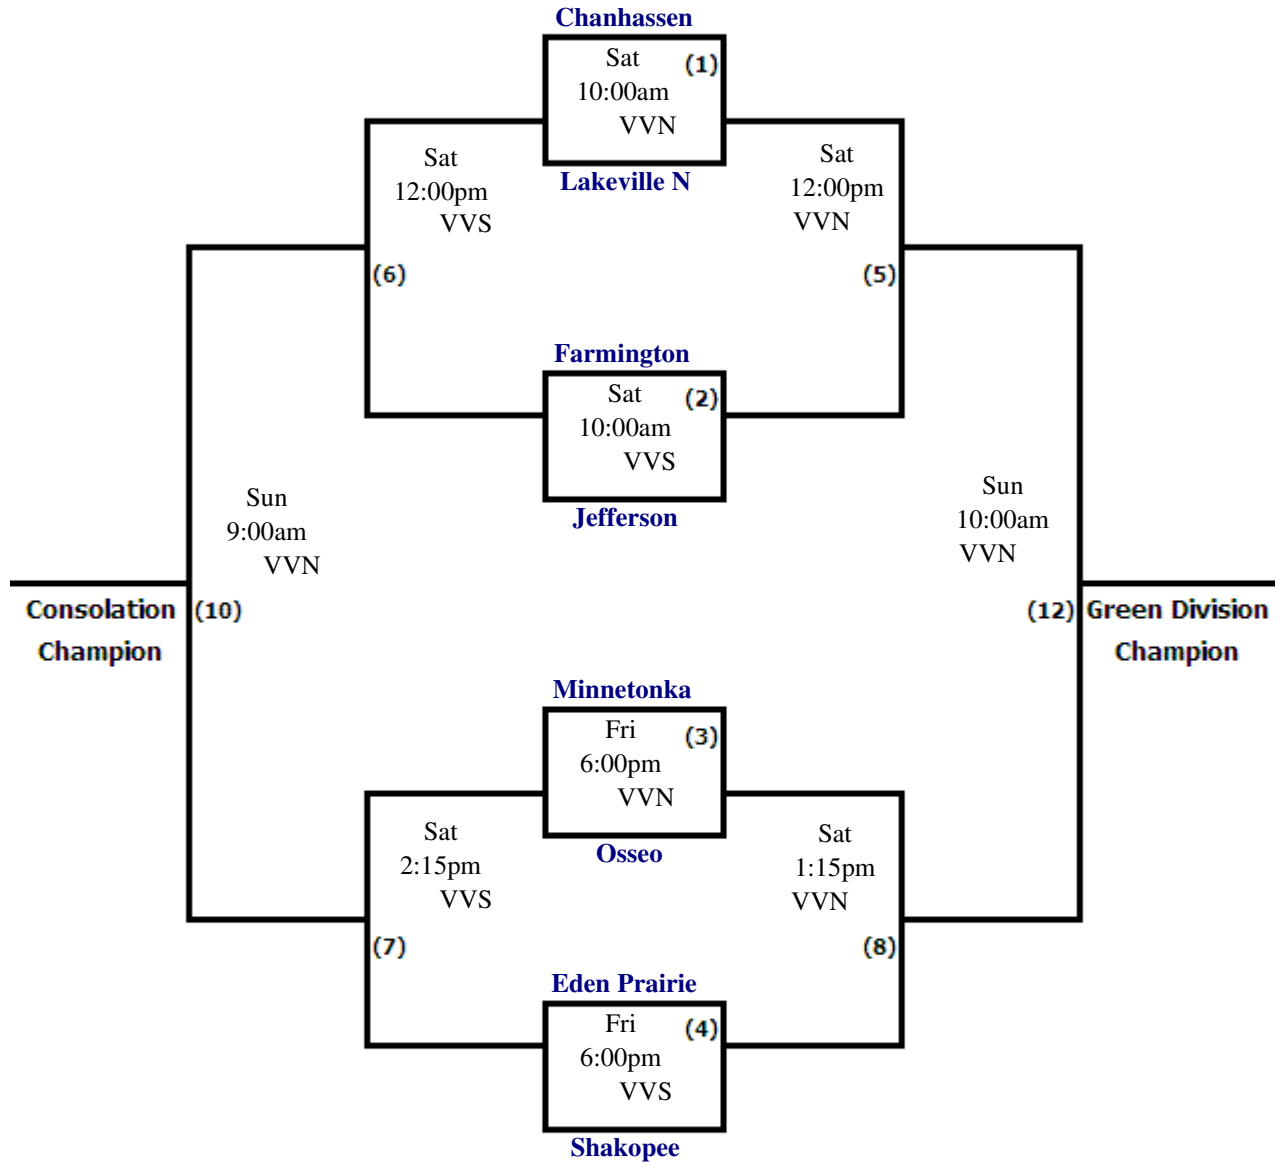 Chanhassen
Sat (1)
10:00am
VVN
Lakeville N
Sat
12:00pm
VVS
(6)
Sat
12:00pm
VVN
(5)
Farmington
Sat (2)
10:00am
VVS
Jefferson
Sun
9:00am
VVN
Consolation (10)
Champion
Sun
10:00am
VVN
(12) Green Division
Champion
Minnetonka
Fri (3)
6:00pm
VVN
Osseo
Sat
2:15pm
VVS
(7)
Sat
1:15pm
VVN
(8)
Eden Prairie
Fri (4)
6:00pm
VVS
Shakopee